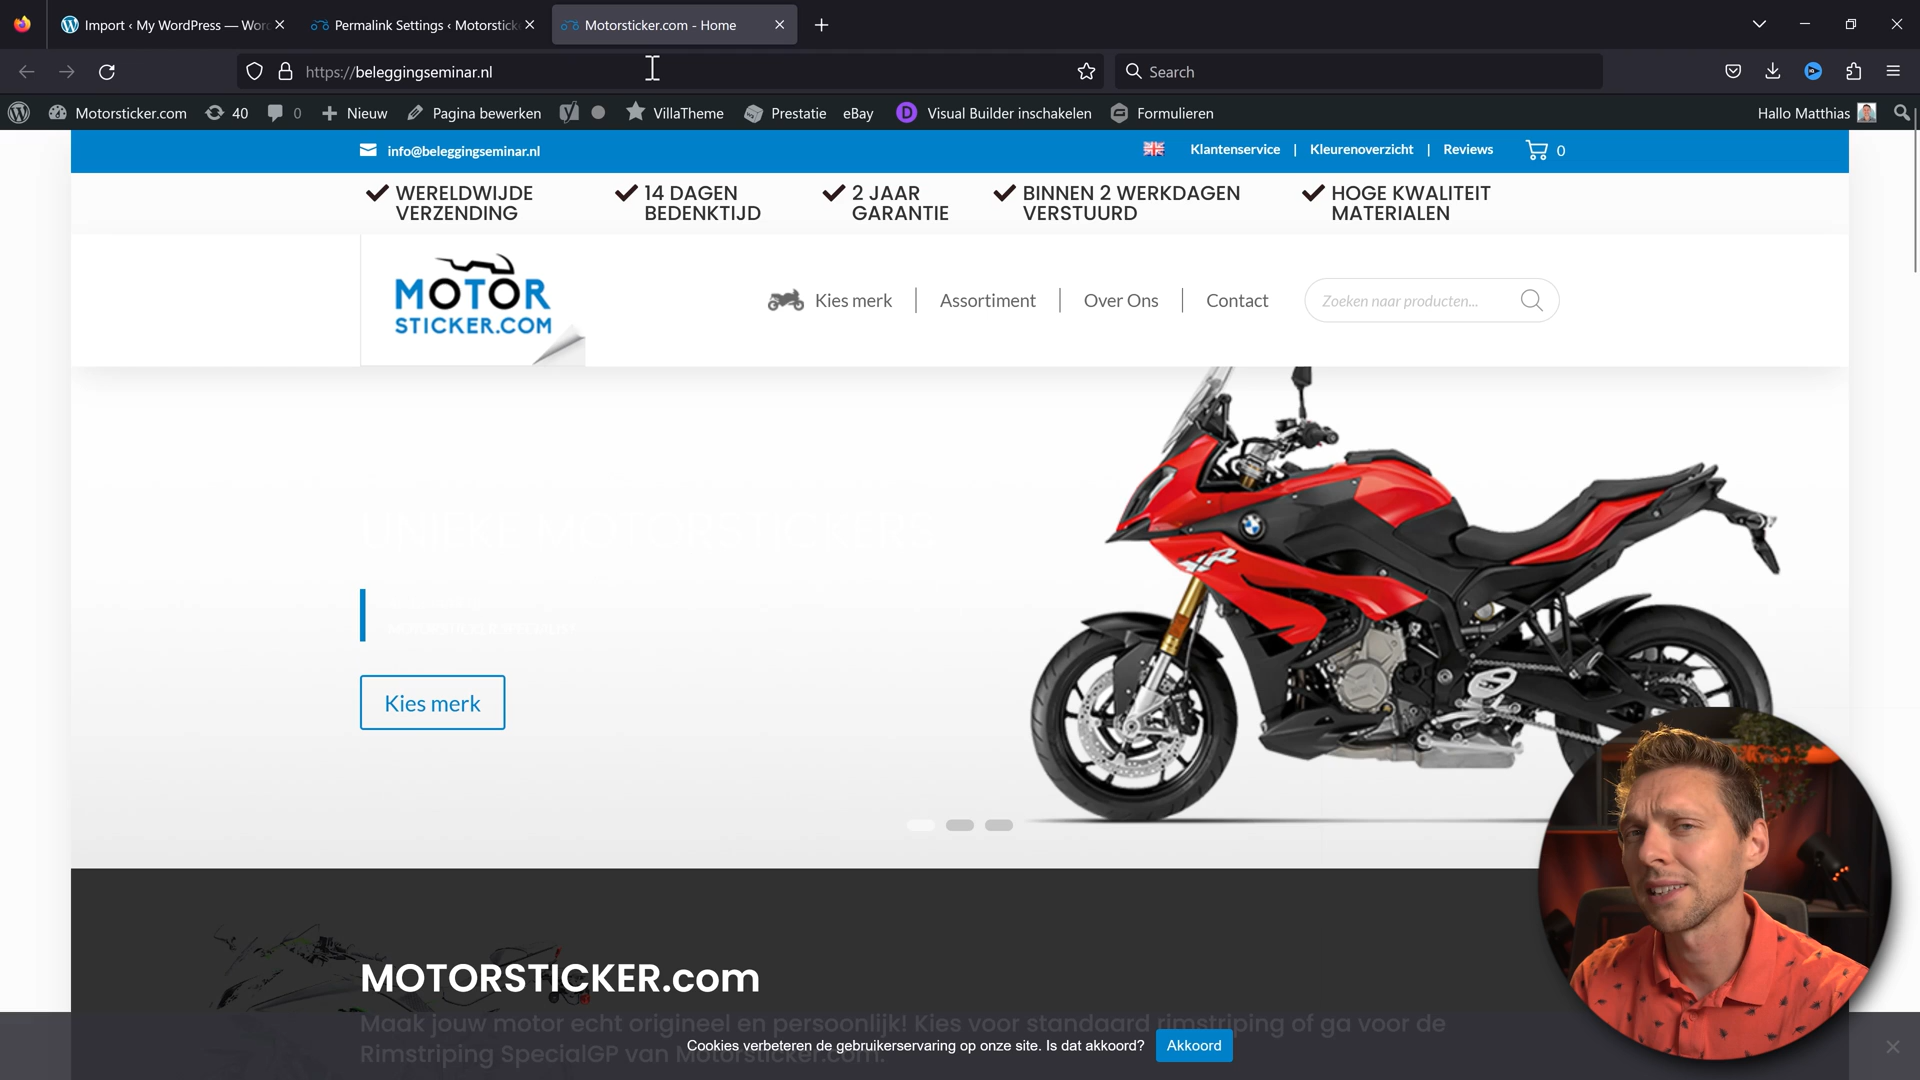 Import ‹ My WordPress — Wor
Permalink Settings ‹ Motorstick
Motorsticker.com - Home
https://beleggingseminar.nl
Search
Motorsticker.com
40
0
Nieuw
Pagina bewerken
VillaTheme
Prestatie
eBay
D
Visual Builder inschakelen
Formulieren
Hallo Matthias
info@beleggingseminar.nl
Klantenservice | Kleurenoverzicht | Reviews
0
WERELDWIJDE
VERZENDING
14 DAGEN
BEDENKTIJD
2 JAAR
GARANTIE
BINNEN 2 WERKDAGEN
VERSTUURD
HOGE KWALITEIT
MATERIALEN
MOTOR
STICKER.COM
Kies merk
Assortiment
Over Ons
Contact
Zoeken naar producten...
UNIEKE MOTORSTICKERS
XR
Kies merk
MOTORSTICKER.com
Maak jouw motor echt origineel en persoonlijk! Kies voor standaard rimstriping of ga voor de
Rimstriping SpecialGP van Motorsticker.com.
Cookies verbeteren de gebruikerservaring op onze site. Is dat akkoord?
Akkoord